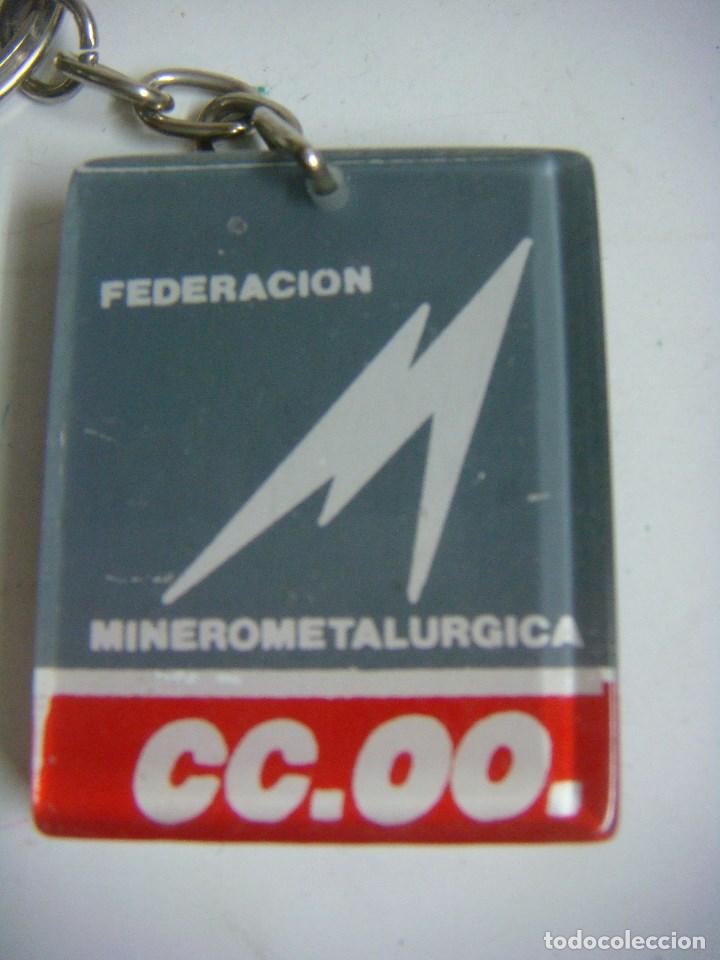 FEDERACION
MINEROMETALURGICA
CC.OO.
todocoleccion